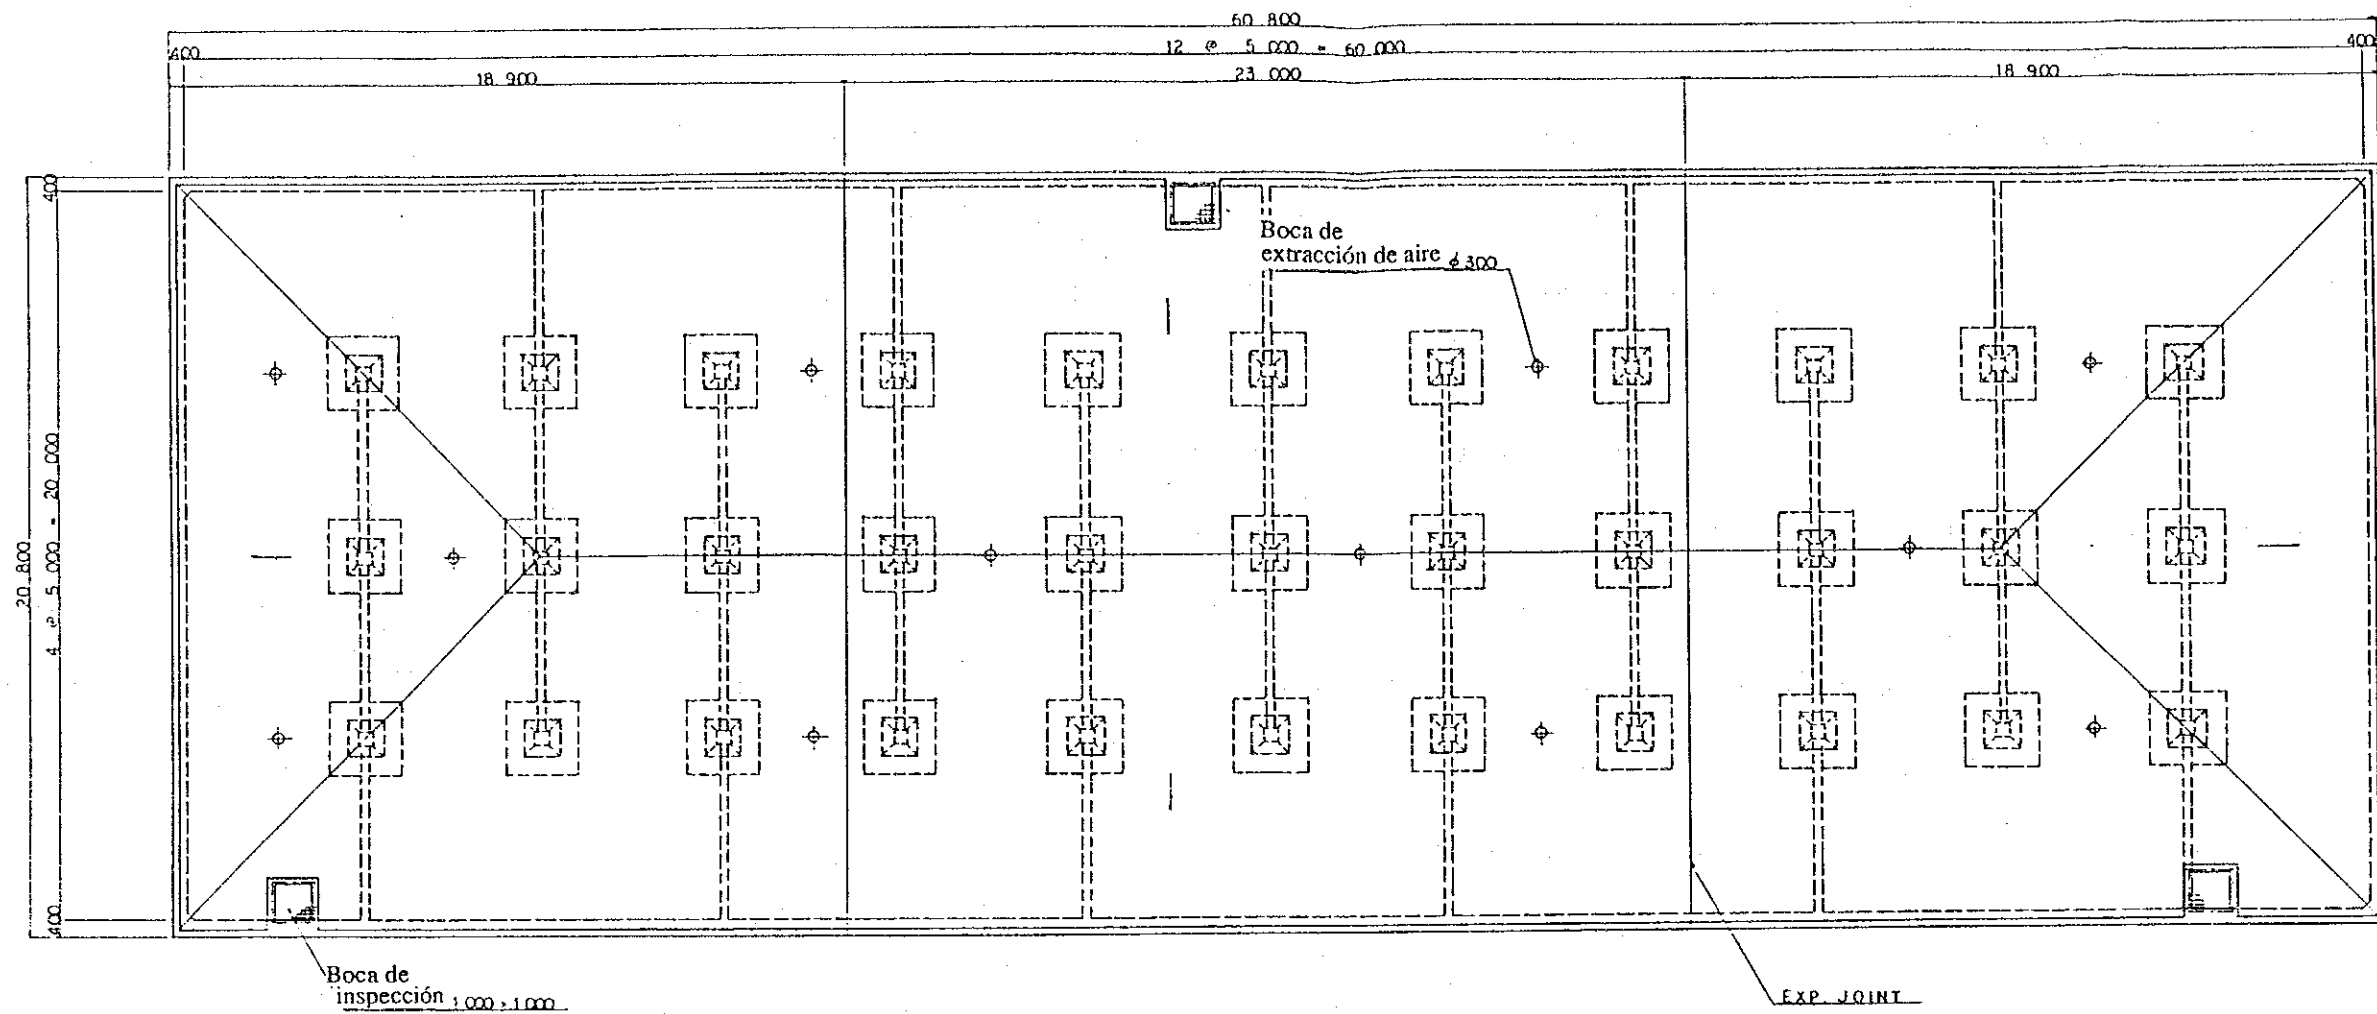 60 800
400
12 @ 5 000 = 60 000
400
18 900
23 000
18 900
400
Boca de
extracción de aire ϕ 300
20 800
4 @ 5 000 = 20 000
400
Boca de
inspección 1 000 × 1 000
EXP. JOINT